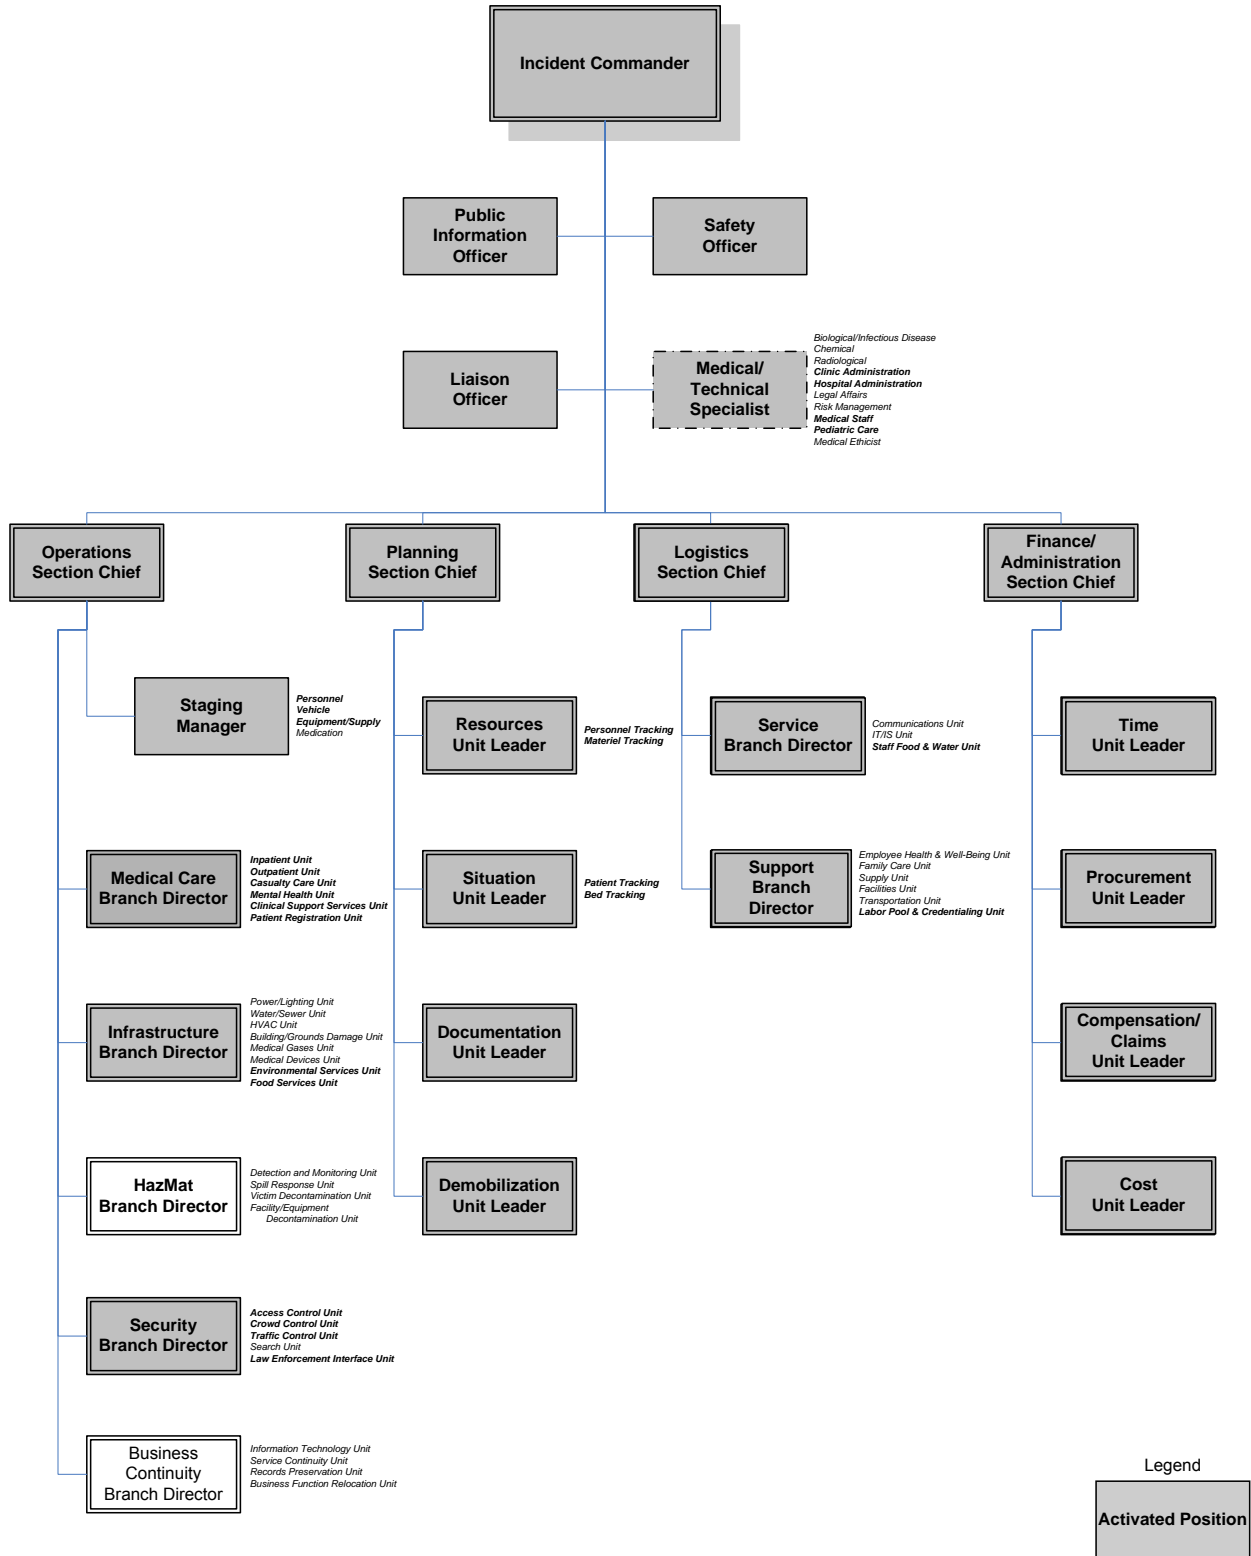 Incident Commander
Public
Information
Officer
Safety
Officer
Liaison
Officer
Medical/
Technical
Specialist
Biological/Infectious Disease
Chemical
Radiological
Clinic Administration
Hospital Administration
Legal Affairs
Risk Management
Medical Staff
Pediatric Care
Medical Ethicist
Operations
Section Chief
Planning
Section Chief
Logistics
Section Chief
Finance/
Administration
Section Chief
Staging
Manager
Personnel
Vehicle
Equipment/Supply
Medication
Resources
Unit Leader
Personnel Tracking
Materiel Tracking
Service
Branch Director
Communications Unit
IT/IS Unit
Staff Food & Water Unit
Time
Unit Leader
Medical Care
Branch Director
Inpatient Unit
Outpatient Unit
Casualty Care Unit
Mental Health Unit
Clinical Support Services Unit
Patient Registration Unit
Situation
Unit Leader
Patient Tracking
Bed Tracking
Support
Branch
Director
Employee Health & Well-Being Unit
Family Care Unit
Supply Unit
Facilities Unit
Transportation Unit
Labor Pool & Credentialing Unit
Procurement
Unit Leader
Infrastructure
Branch Director
Power/Lighting Unit
Water/Sewer Unit
HVAC Unit
Building/Grounds Damage Unit
Medical Gases Unit
Medical Devices Unit
Environmental Services Unit
Food Services Unit
Documentation
Unit Leader
Compensation/
Claims
Unit Leader
HazMat
Branch Director
Detection and Monitoring Unit
Spill Response Unit
Victim Decontamination Unit
Facility/Equipment
Decontamination Unit
Demobilization
Unit Leader
Cost
Unit Leader
Security
Branch Director
Access Control Unit
Crowd Control Unit
Traffic Control Unit
Search Unit
Law Enforcement Interface Unit
Business
Continuity
Branch Director
Information Technology Unit
Service Continuity Unit
Records Preservation Unit
Business Function Relocation Unit
Legend
Activated Position